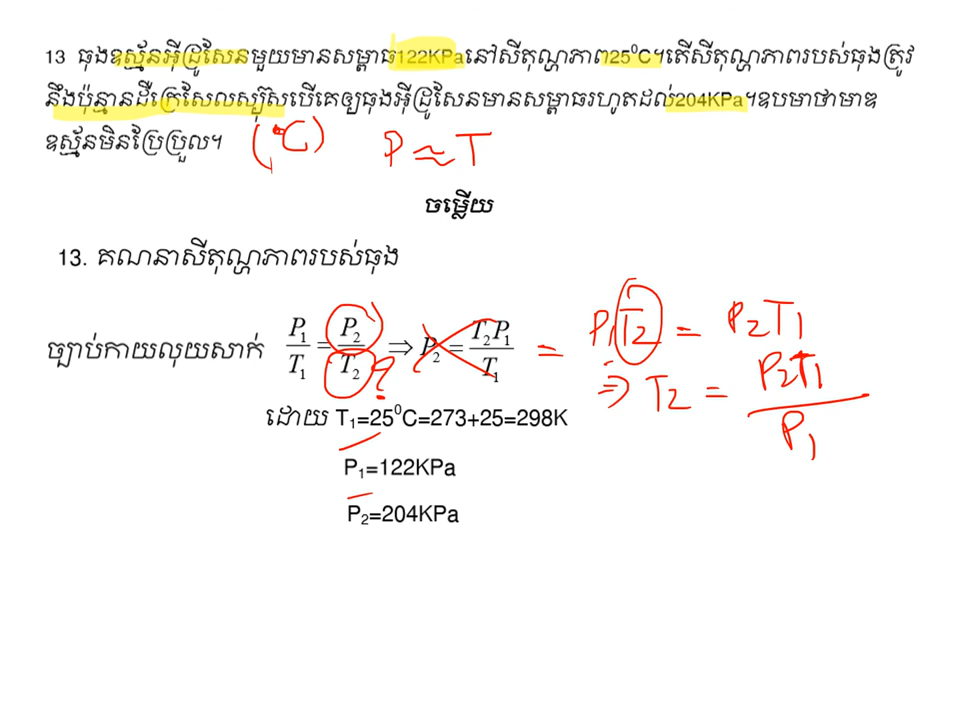 13 ធុងឧស្ម័នអ៊ីដ្រូសែនមួយមានសម្ពាធ122KPaនៅសីតុណ្ហភាព25⁰C។តើសីតុណ្ហភាពរបស់ធុងត្រូវ
នឹងប៉ុន្មានដឺក្រេសែលស្យ៊ុសបើគេឲ្យធុងអ៊ីដ្រូសែនមានសម្ពាធរហូតដល់204KPa។ឧបមាថាមាឌ
ឧស្ម័នមិនប្រែប្រួល។ (°C) P ≈ T
ចម្លើយ
13. គណនាសីតុណ្ហភាពរបស់ធុង
ច្បាប់កាយលុយសាក់ P₁/T₁ = P₂/T₂ ⇒ P₂ = T₂P₁/T₁ = P₁T₂ = P₂T₁
? ⇒ T₂ = P₂T₁/P₁
ដោយ T₁=25⁰C=273+25=298K
P₁=122KPa
P₂=204KPa